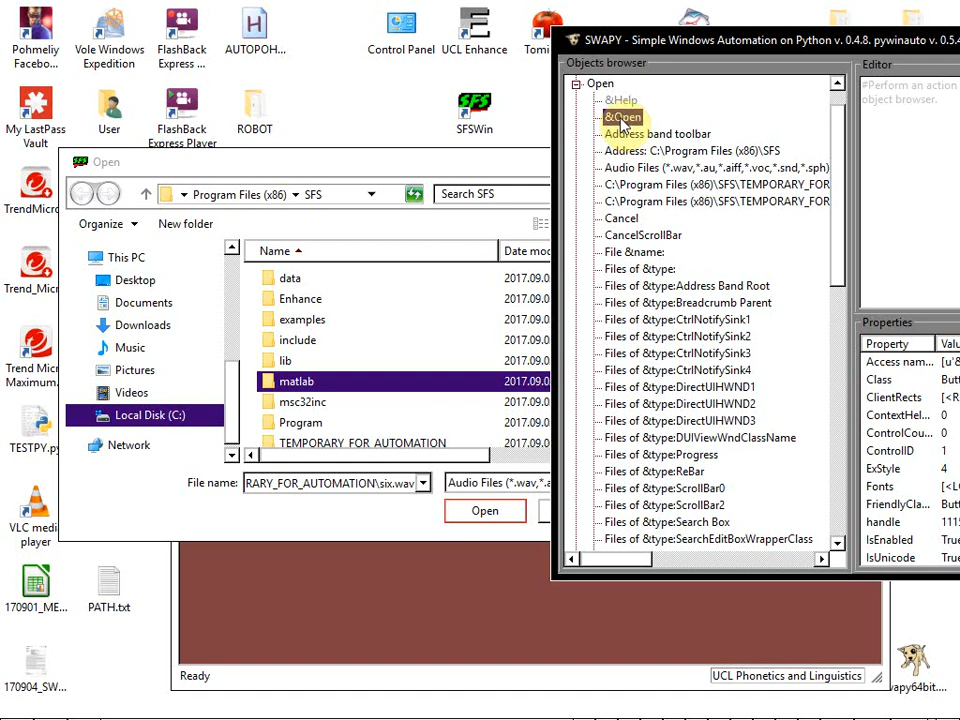 Pohmeliy
Facebo...
Vole Windows
Expedition
FlashBack
Express ...
AUTOPOH...
Control Panel
UCL Enhance
Tomi
My LastPass
Vault
User
FlashBack
Express Player
ROBOT
SFS
SFSWin
TrendMicro
Trend_Micr
Trend Micr
Maximum.
TESTPY.py
VLC medi
player
170901_ME...
PATH.txt
170904_SW...
vapy64bit....
Open
Program Files (x86)
SFS
Search SFS
Organize
New folder
This PC
Desktop
Documents
Downloads
Music
Pictures
Videos
Local Disk (C:)
Network
Name
Date mo
data
2017.09.0
Enhance
2017.09.0
examples
2017.09.0
include
2017.09.0
lib
2017.09.0
matlab
2017.09.0
msc32inc
2017.09.0
Program
2017.09.0
TEMPORARY_FOR_AUTOMATION
2017.09.0
File name:
RARY_FOR_AUTOMATION\six.wav
Audio Files (*.wav,*.a
Open
Ready
UCL Phonetics and Linguistics
SWAPY - Simple Windows Automation on Python v. 0.4.8. pywinauto v. 0.5.4
Objects browser
Open
&Help
&Open
Address band toolbar
Address: C:\Program Files (x86)\SFS
Audio Files (*.wav,*.au,*.aiff,*.voc,*.snd,*.sph)
C:\Program Files (x86)\SFS\TEMPORARY_FOR
C:\Program Files (x86)\SFS\TEMPORARY_FOR
Cancel
CancelScrollBar
File &name:
Files of &type:
Files of &type:Address Band Root
Files of &type:Breadcrumb Parent
Files of &type:CtrlNotifySink1
Files of &type:CtrlNotifySink2
Files of &type:CtrlNotifySink3
Files of &type:CtrlNotifySink4
Files of &type:DirectUIHWND1
Files of &type:DirectUIHWND2
Files of &type:DirectUIHWND3
Files of &type:DUIViewWndClassName
Files of &type:Progress
Files of &type:ReBar
Files of &type:ScrollBar0
Files of &type:ScrollBar2
Files of &type:Search Box
Files of &type:SearchEditBoxWrapperClass
Editor
#Perform an action
object browser.
Properties
Property
Valu
Access nam...
[u'&
Class
Butt
ClientRects
[<R
ContextHel...
0
ControlCou...
0
ControlID
1
ExStyle
4
Fonts
[<L
FriendlyCla...
Butt
handle
1115
IsEnabled
True
IsUnicode
True